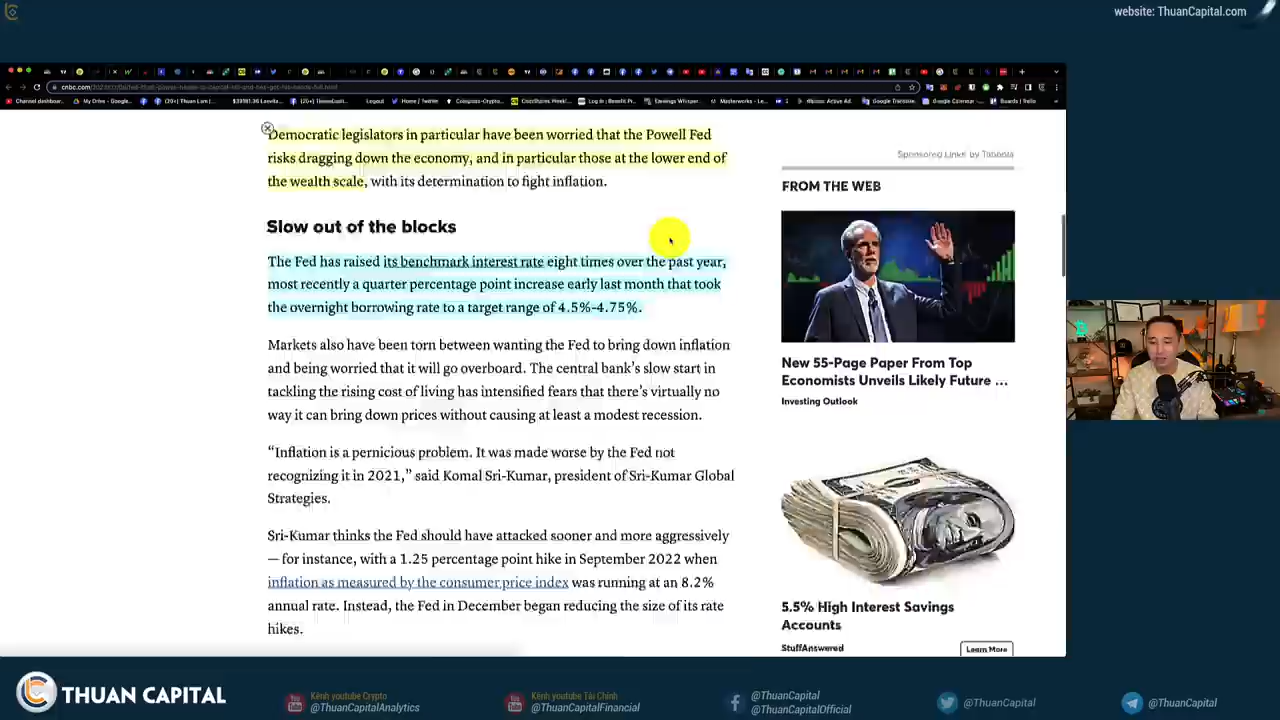 website: ThuanCapital.com
Democratic legislators in particular have been worried that the Powell Fed
risks dragging down the economy, and in particular those at the lower end of
the wealth scale, with its determination to fight inflation.
Slow out of the blocks
The Fed has raised its benchmark interest rate eight times over the past year,
most recently a quarter percentage point increase early last month that took
the overnight borrowing rate to a target range of 4.5%-4.75%.
Markets also have been torn between wanting the Fed to bring down inflation
and being worried that it will go overboard. The central bank’s slow start in
tackling the rising cost of living has intensified fears that there’s virtually no
way it can bring down prices without causing at least a modest recession.
“Inflation is a pernicious problem. It was made worse by the Fed not
recognizing it in 2021,” said Komal Sri-Kumar, president of Sri-Kumar Global
Strategies.
Sri-Kumar thinks the Fed should have attacked sooner and more aggressively
— for instance, with a 1.25 percentage point hike in September 2022 when
inflation as measured by the consumer price index was running at an 8.2%
annual rate. Instead, the Fed in December began reducing the size of its rate
hikes.
Sponsored Links by Taboola
FROM THE WEB
New 55-Page Paper From Top
Economists Unveils Likely Future ...
Investing Outlook
5.5% High Interest Savings
Accounts
StuffAnswered
Learn More
THUAN CAPITAL
Kênh youtube Crypto
@ThuanCapitalAnalytics
Kênh youtube Tài Chính
@ThuanCapitalFinancial
@ThuanCapital
@ThuanCapitalOfficial
@ThuanCapital
@ThuanCapital